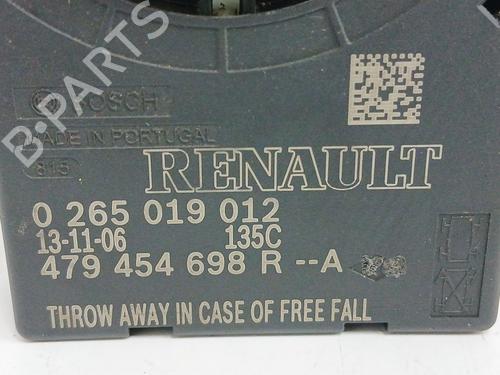 BOSCH
MADE IN PORTUGAL
815
RENAULT
0 265 019 012
13-11-06 135C
479 454 698 R --A
THROW AWAY IN CASE OF FREE FALL
B-PARTS